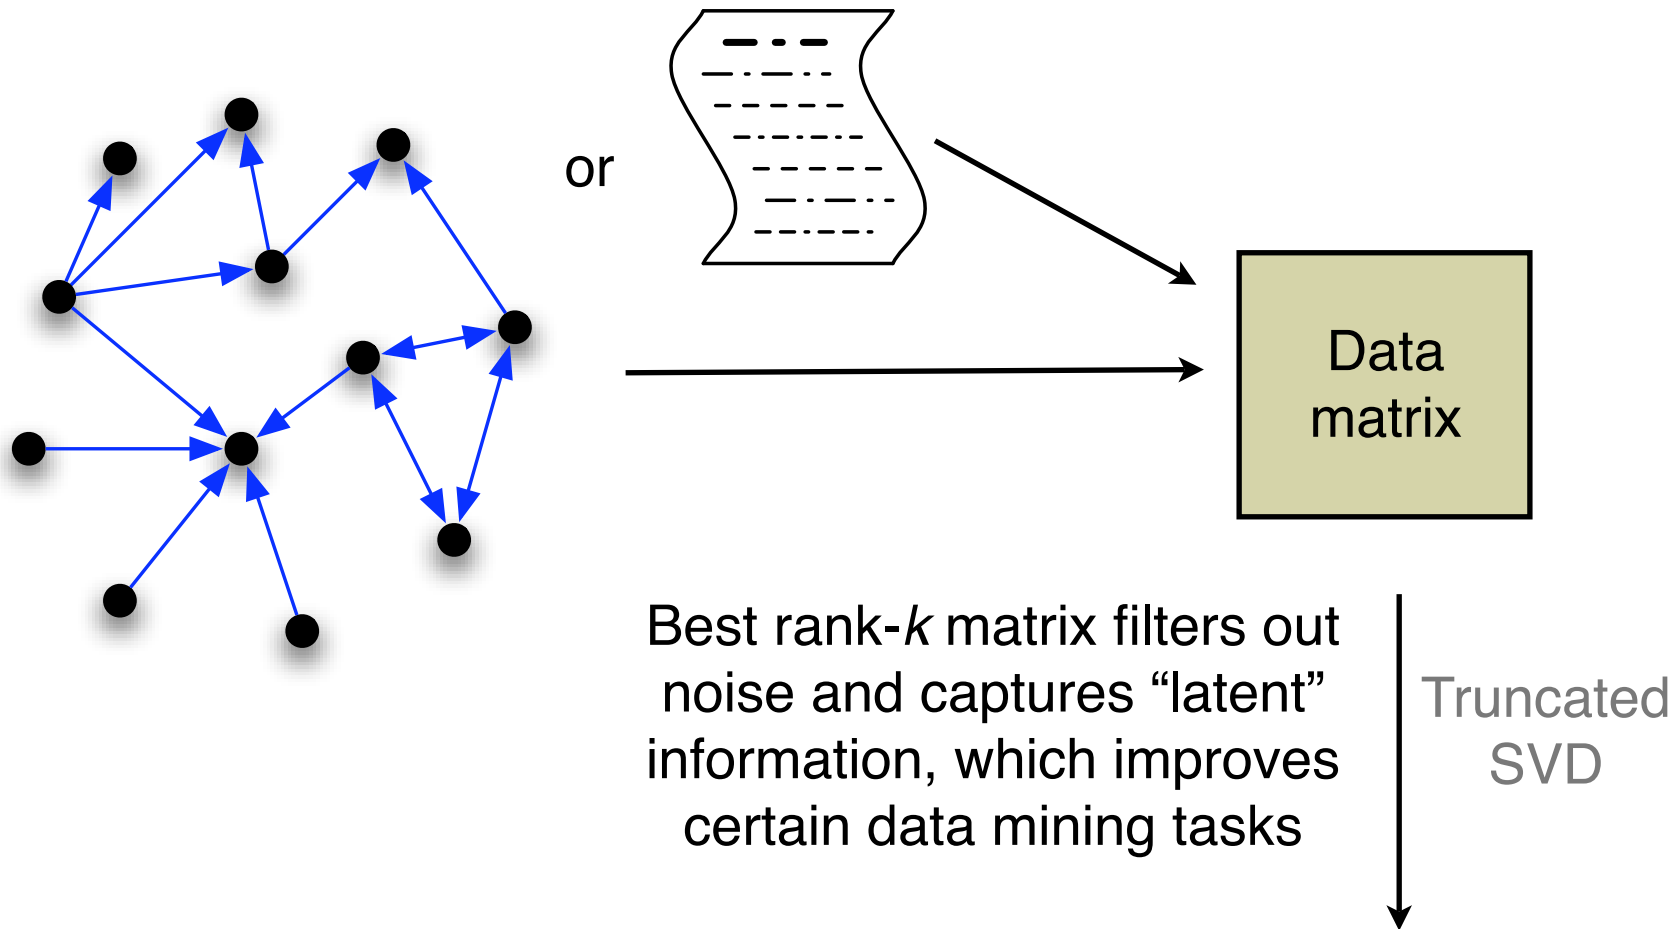 or
Data
matrix
Best rank-k matrix filters out
noise and captures “latent”
information, which improves
certain data mining tasks
Truncated
SVD